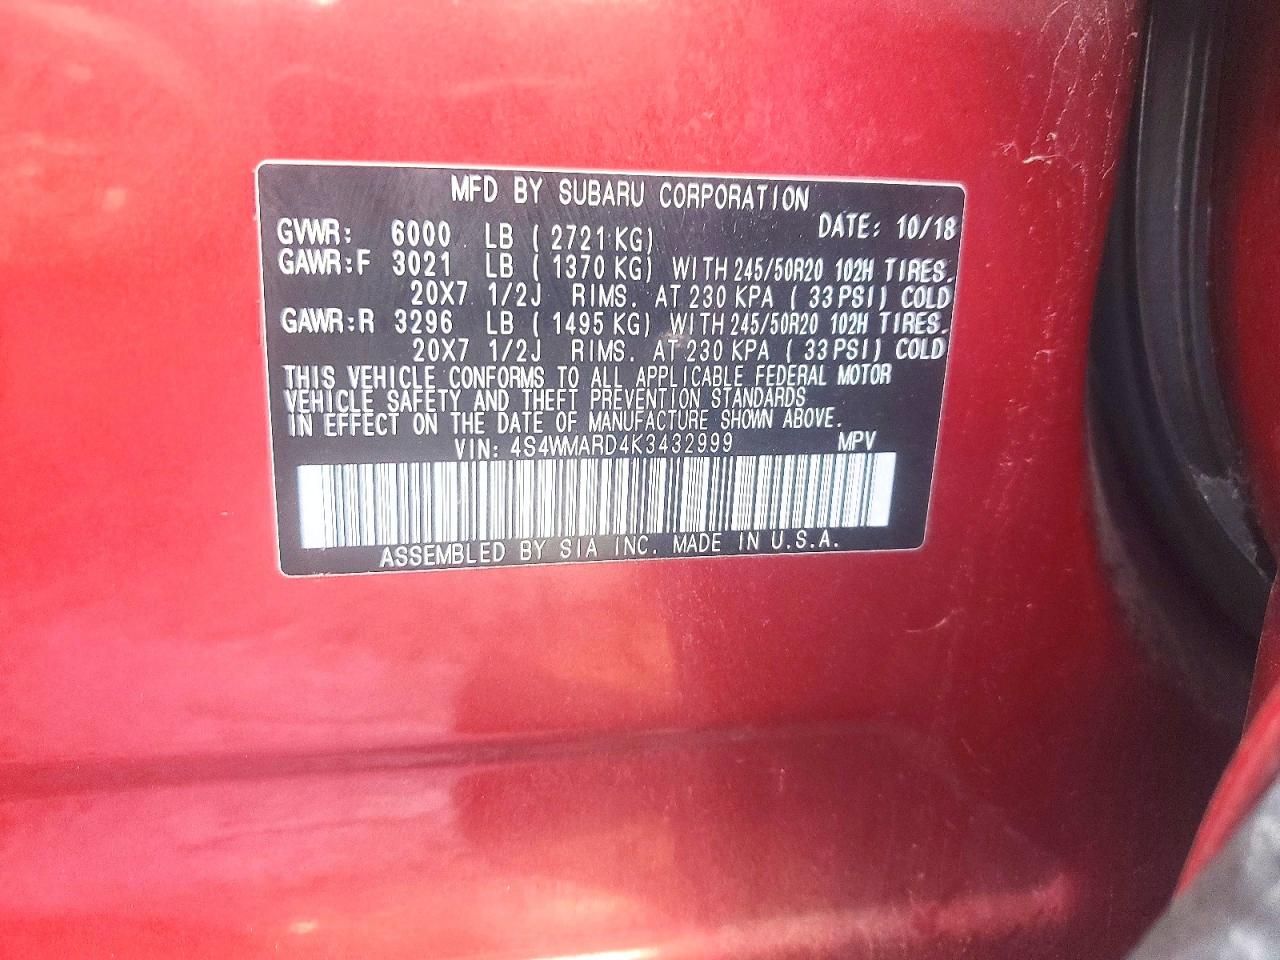 MFD BY SUBARU CORPORATION
GVWR: 6000 LB ( 2721 KG) DATE: 10/18
GAWR:F 3021 LB ( 1370 KG) WITH 245/50R20 102H TIRES.
20X7 1/2J RIMS. AT 230 KPA ( 33 PSI) COLD
GAWR:R 3296 LB ( 1495 KG) WITH 245/50R20 102H TIRES.
20X7 1/2J RIMS. AT 230 KPA ( 33 PSI) COLD
THIS VEHICLE CONFORMS TO ALL APPLICABLE FEDERAL MOTOR
VEHICLE SAFETY AND THEFT PREVENTION STANDARDS
IN EFFECT ON THE DATE OF MANUFACTURE SHOWN ABOVE.
VIN: 4S4WMARD4K3432999 MPV
ASSEMBLED BY SIA INC. MADE IN U.S.A.